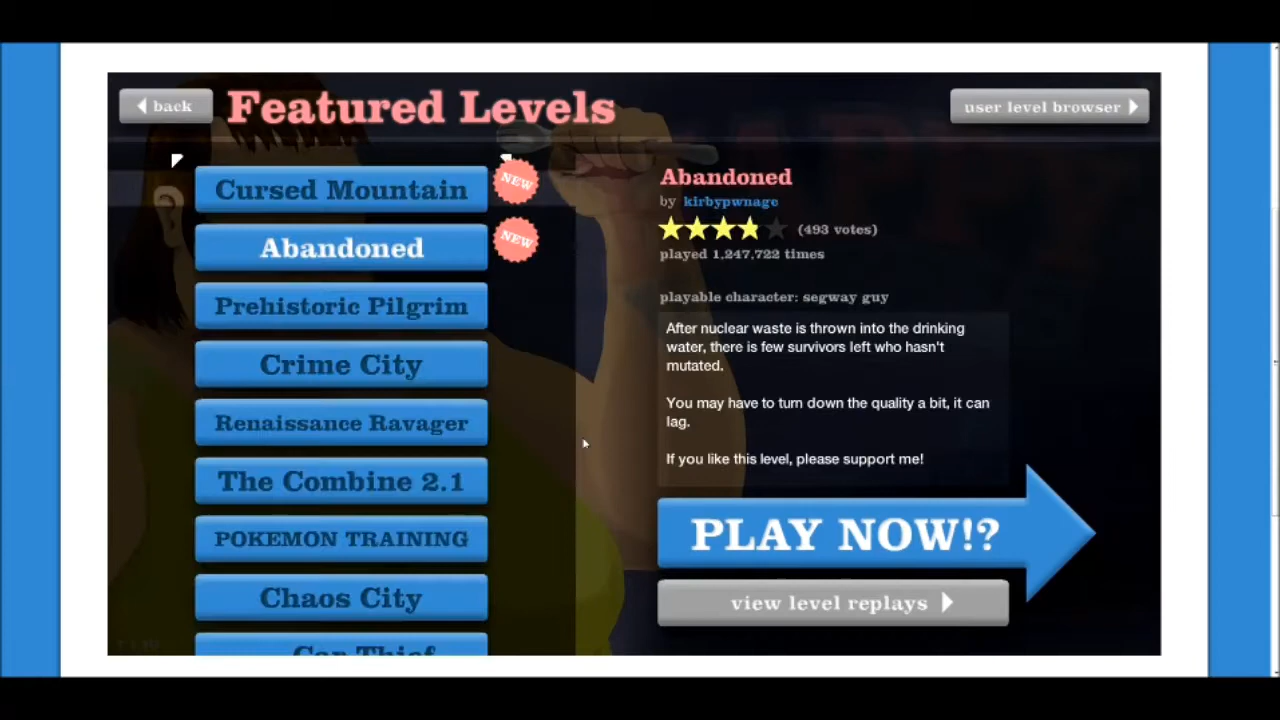 back
Featured Levels
user level browser
Cursed Mountain
NEW
Abandoned
NEW
Prehistoric Pilgrim
Crime City
Renaissance Ravager
The Combine 2.1
POKEMON TRAINING
Chaos City
Car Thief
Abandoned
by kirbypwnage
(493 votes)
played 1,247,722 times
playable character: segway guy
After nuclear waste is thrown into the drinking
water, there is few survivors left who hasn't
mutated.
You may have to turn down the quality a bit, it can
lag.
If you like this level, please support me!
PLAY NOW!?
view level replays